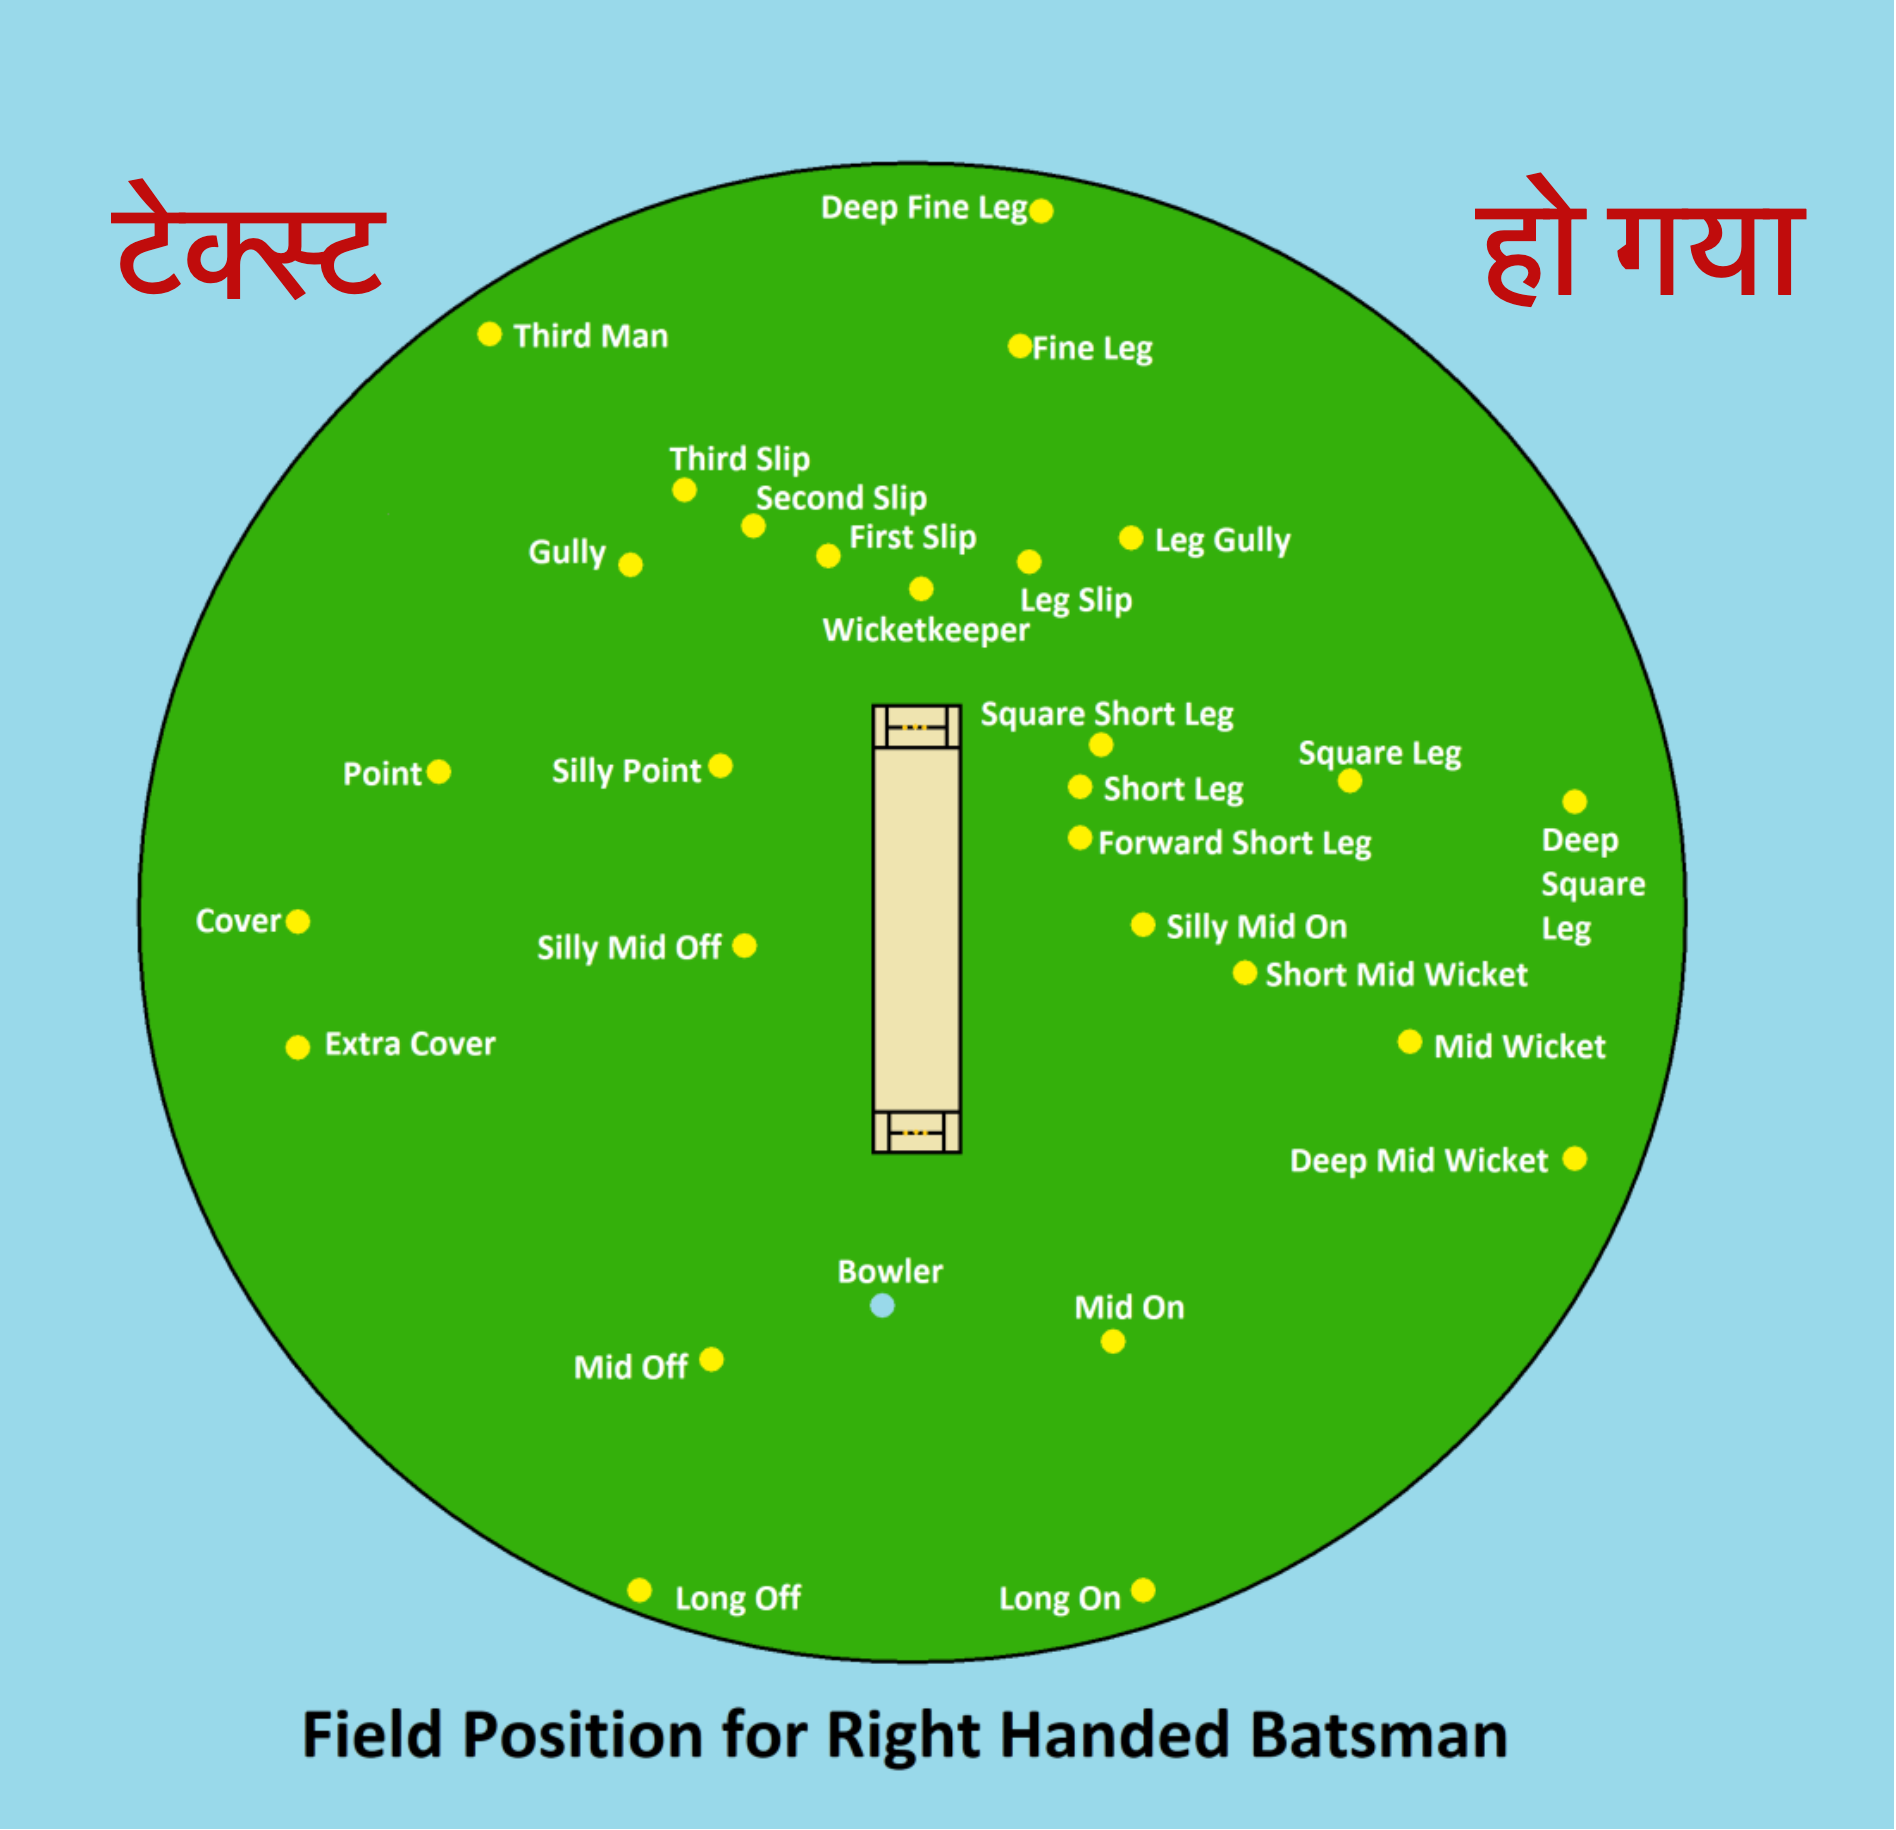 टेक्स्ट
हो गया
Deep Fine Leg
Third Man
Fine Leg
Third Slip
Second Slip
First Slip
Gully
Leg Gully
Leg Slip
Wicketkeeper
Square Short Leg
Square Leg
Point
Silly Point
Short Leg
Forward Short Leg
Deep
Square
Leg
Cover
Silly Mid Off
Silly Mid On
Short Mid Wicket
Extra Cover
Mid Wicket
Deep Mid Wicket
Bowler
Mid On
Mid Off
Long Off
Long On
Field Position for Right Handed Batsman